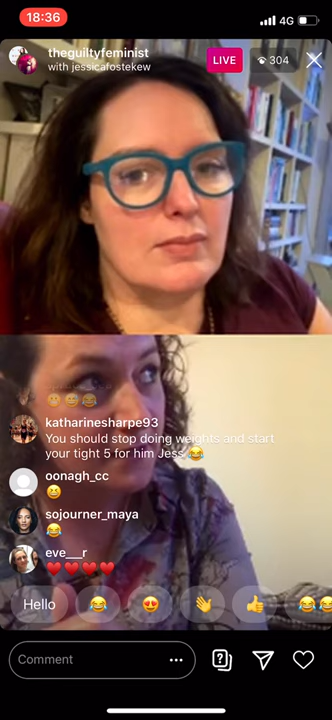 18:36
4G
theguiltyfeminist
with jessicafostekew
LIVE
304
katharinesharpe93
You should stop doing weights and start
your tight 5 for him Jess 😂
oonagh_cc
😆
sojourner_maya
😂
eve___r
❤️❤️❤️❤️
Hello
Comment